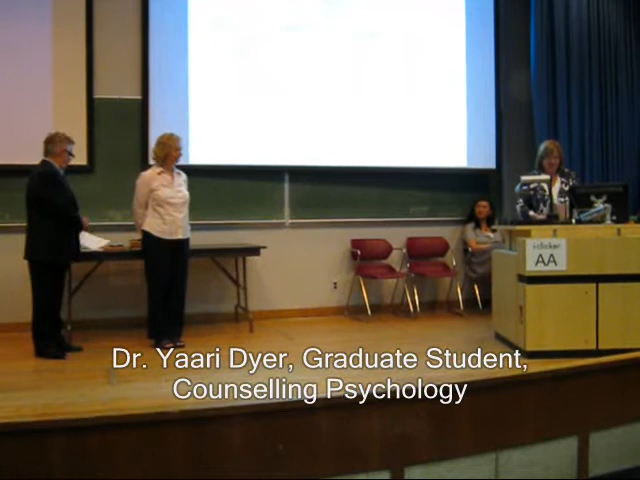 i clicker
AA
Dr. Yaari Dyer, Graduate Student,
Counselling Psychology